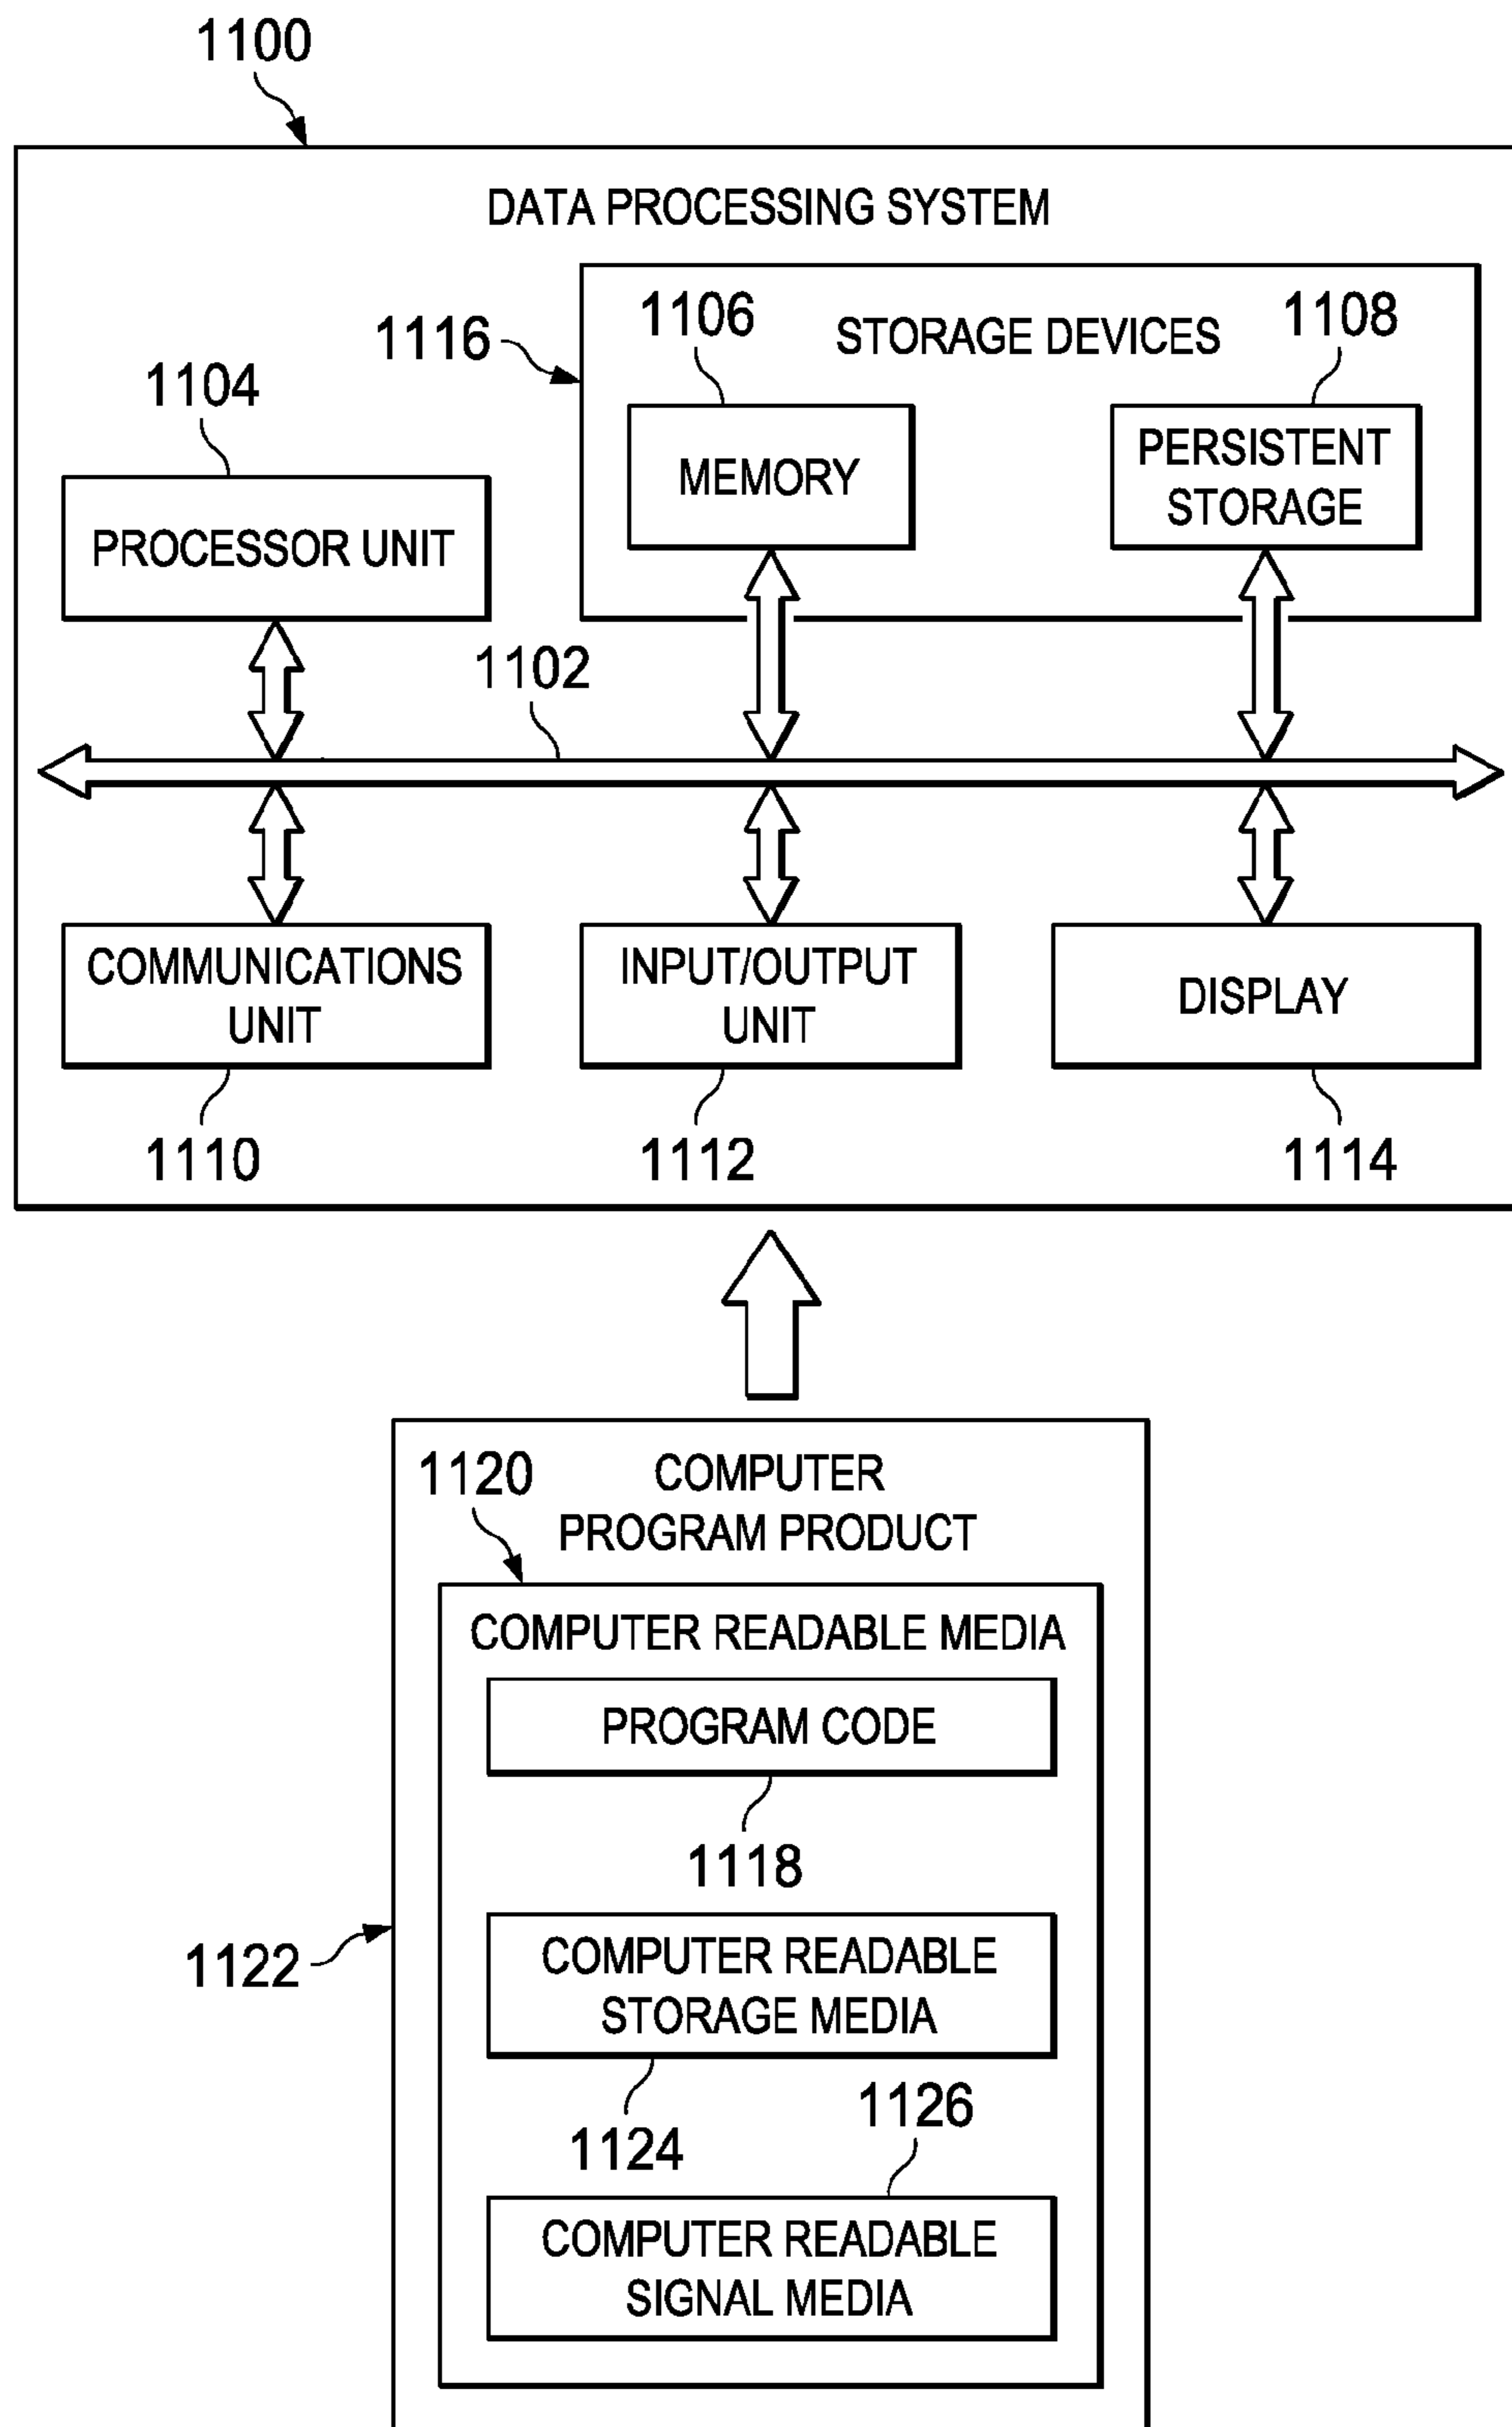 1100
DATA PROCESSING SYSTEM
1116
1106
STORAGE DEVICES
1108
1104
MEMORY
PERSISTENT
STORAGE
PROCESSOR UNIT
1102
COMMUNICATIONS
UNIT
INPUT/OUTPUT
UNIT
DISPLAY
1110
1112
1114
1120
COMPUTER
PROGRAM PRODUCT
COMPUTER READABLE MEDIA
PROGRAM CODE
1118
1122
COMPUTER READABLE
STORAGE MEDIA
1124
1126
COMPUTER READABLE
SIGNAL MEDIA